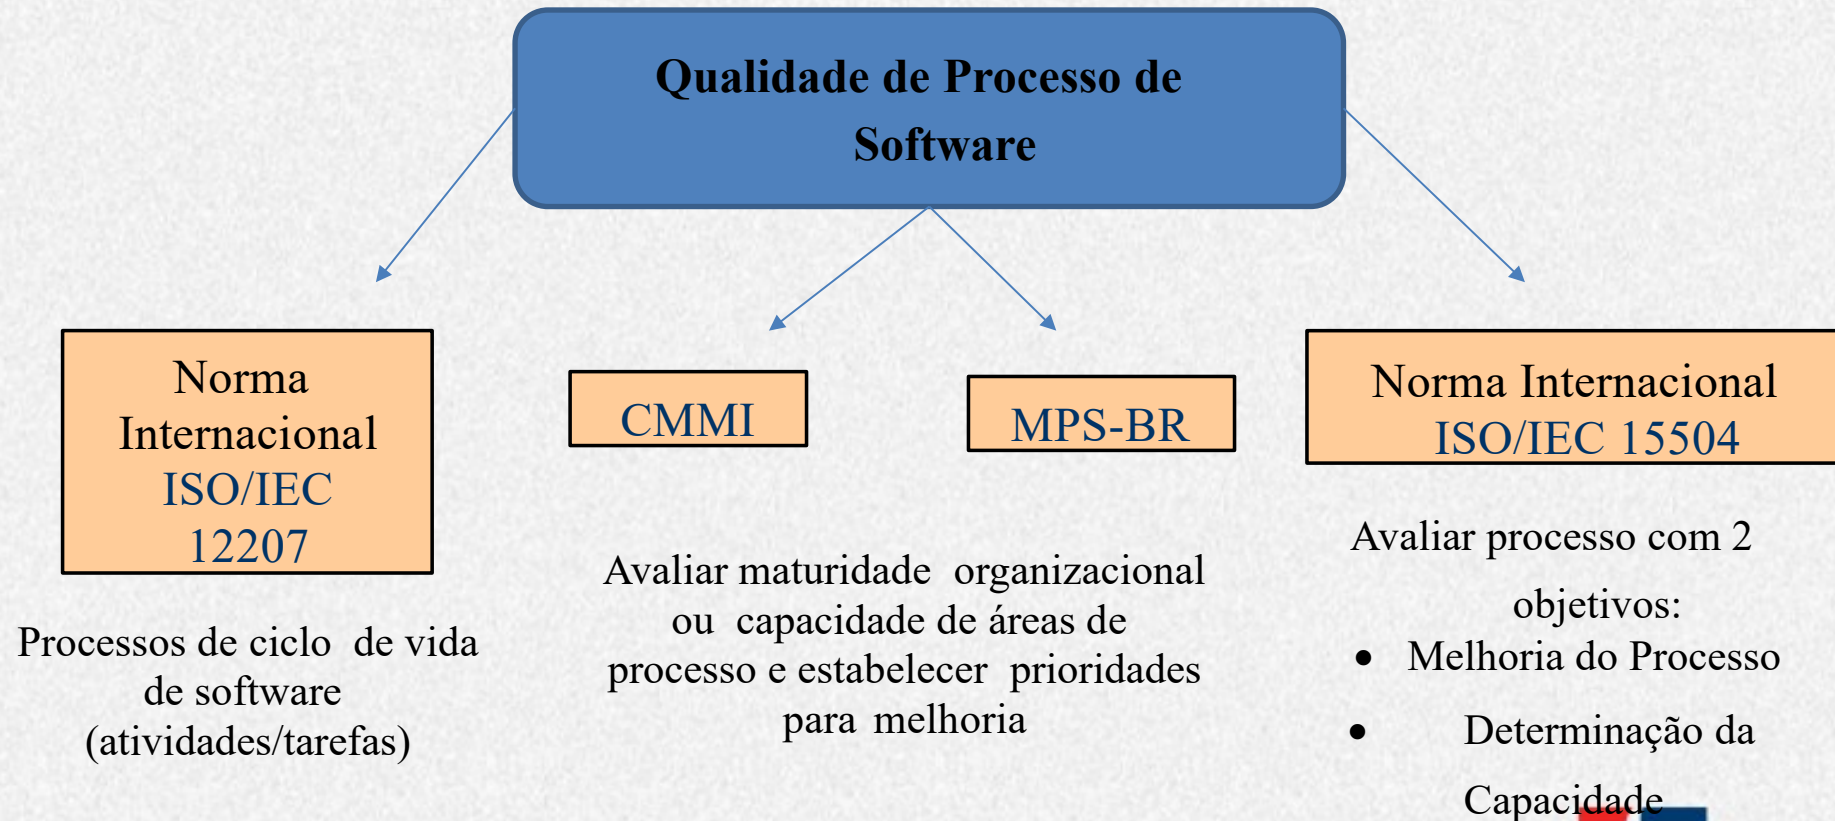 Qualidade de Processo de
Software
Norma
Internacional
ISO/IEC
12207
Processos de ciclo de vida
de software
(atividades/tarefas)
CMMI
MPS-BR
Avaliar maturidade organizacional
ou capacidade de áreas de
processo e estabelecer prioridades
para melhoria
Norma Internacional
ISO/IEC 15504
Avaliar processo com 2
objetivos:
• Melhoria do Processo
• Determinação da
Capacidade